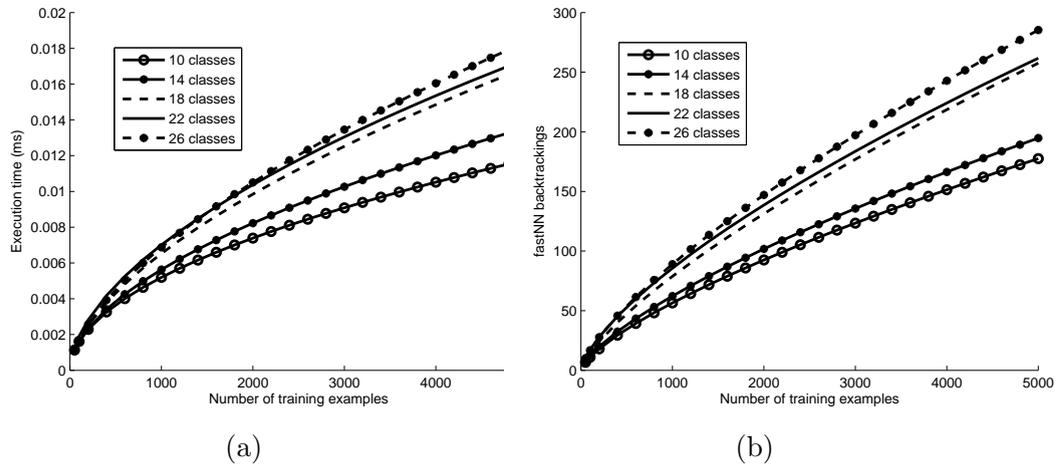 0.02
0.018
0.016
0.014
0.012
0.01
0.008
0.006
0.004
0.002
0
Execution time (ms)
10 classes
14 classes
18 classes
22 classes
26 classes
0 1000 2000 3000 4000
Number of training examples
(a)
300
250
200
150
100
50
0
fastNN backtrackings
10 classes
14 classes
18 classes
22 classes
26 classes
0 1000 2000 3000 4000 5000
Number of training examples
(b)